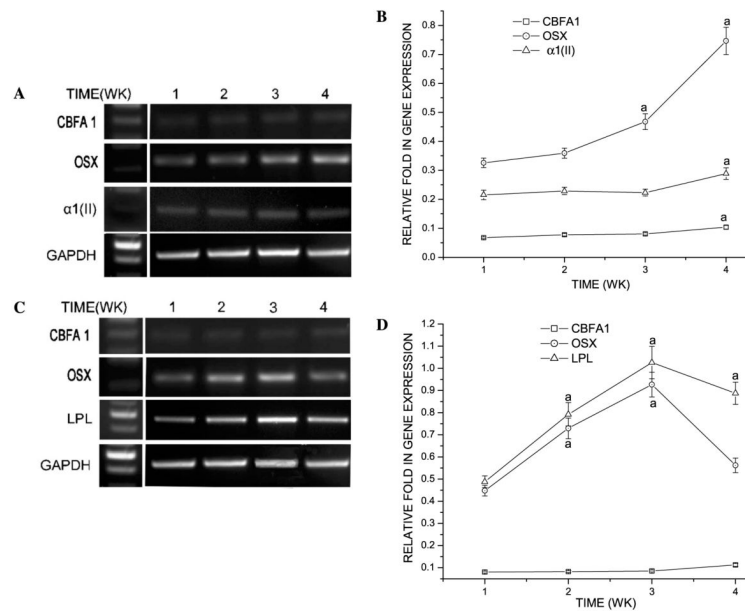 A
TIME(WK) 1 2 3 4
CBFA 1
OSX
α1(II)
GAPDH
B
CBFA1
OSX
α1(II)
RELATIVE FOLD IN GENE EXPRESSION
0.8
0.7
0.6
0.5
0.4
0.3
0.2
0.1
0.0
a
a
a
a
1 2 3 4
TIME (WK)
C
TIME(WK) 1 2 3 4
CBFA 1
OSX
LPL
GAPDH
D
CBFA1
OSX
LPL
RELATIVE FOLD IN GENE EXPRESSION
1.2
1.1
1.0
0.9
0.8
0.7
0.6
0.5
0.4
0.3
0.2
0.1
a
a
a
a
a
1 2 3 4
TIME (WK)